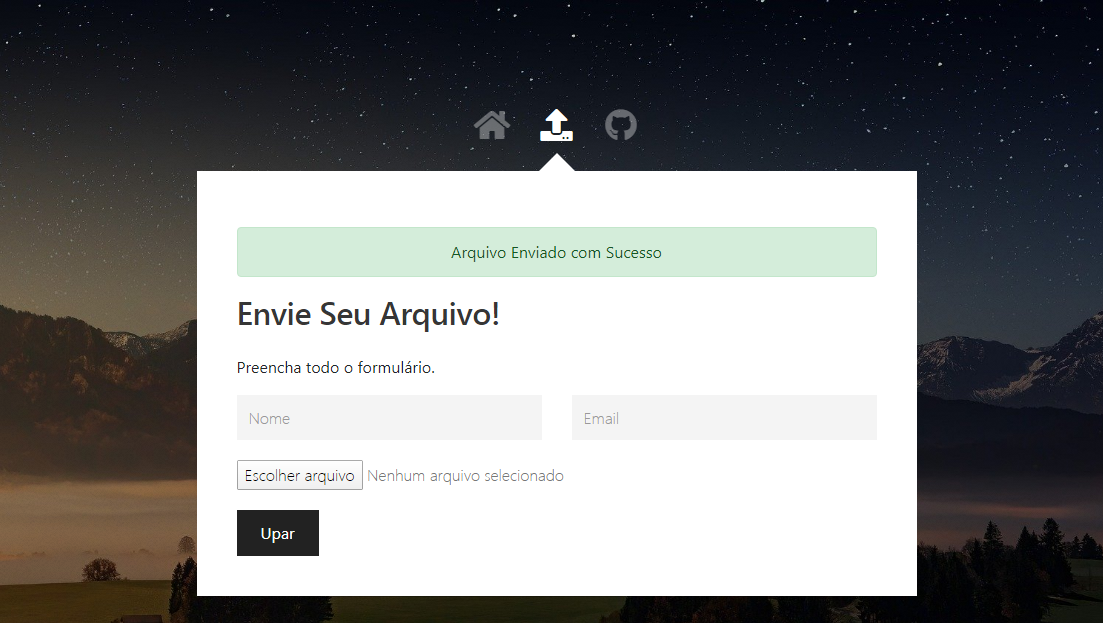 Arquivo Enviado com Sucesso
Envie Seu Arquivo!
Preencha todo o formulário.
Nome
Email
Escolher arquivo Nenhum arquivo selecionado
Upar